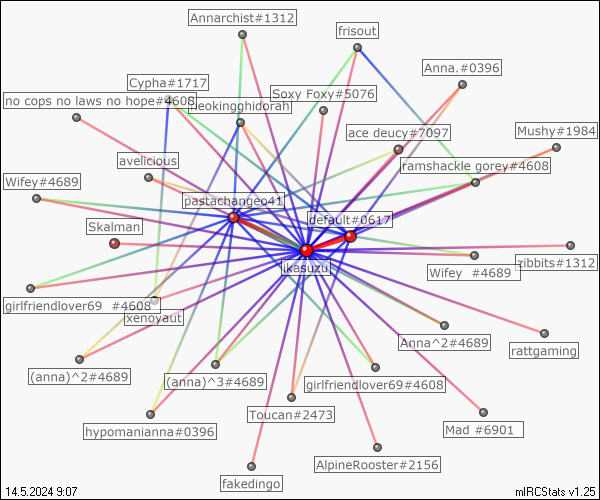 Annarchist#1312
frisout
Anna.#0396
Cypha#1717
Soxy Foxy#5076
no cops no laws no hope#4608
neokingghidorah
ace deucy#7097
Mushy#1984
avelicious
ramshackle gorey#4608
Wifey#4689
pastachangeo41
default#0617
Skalman
zibbits#1312
ikasuzu
Wifey  #4689
girlfriendlover69  #4608
xenoyaut
Anna^2#4689
rattgaming
(anna)^2#4689
(anna)^3#4689
girlfriendlover69#4608
Toucan#2473
Mad #6901
hypomanianna#0396
AlpineRooster#2156
fakedingo
14.5.2024 9:07
mIRCStats v1.25